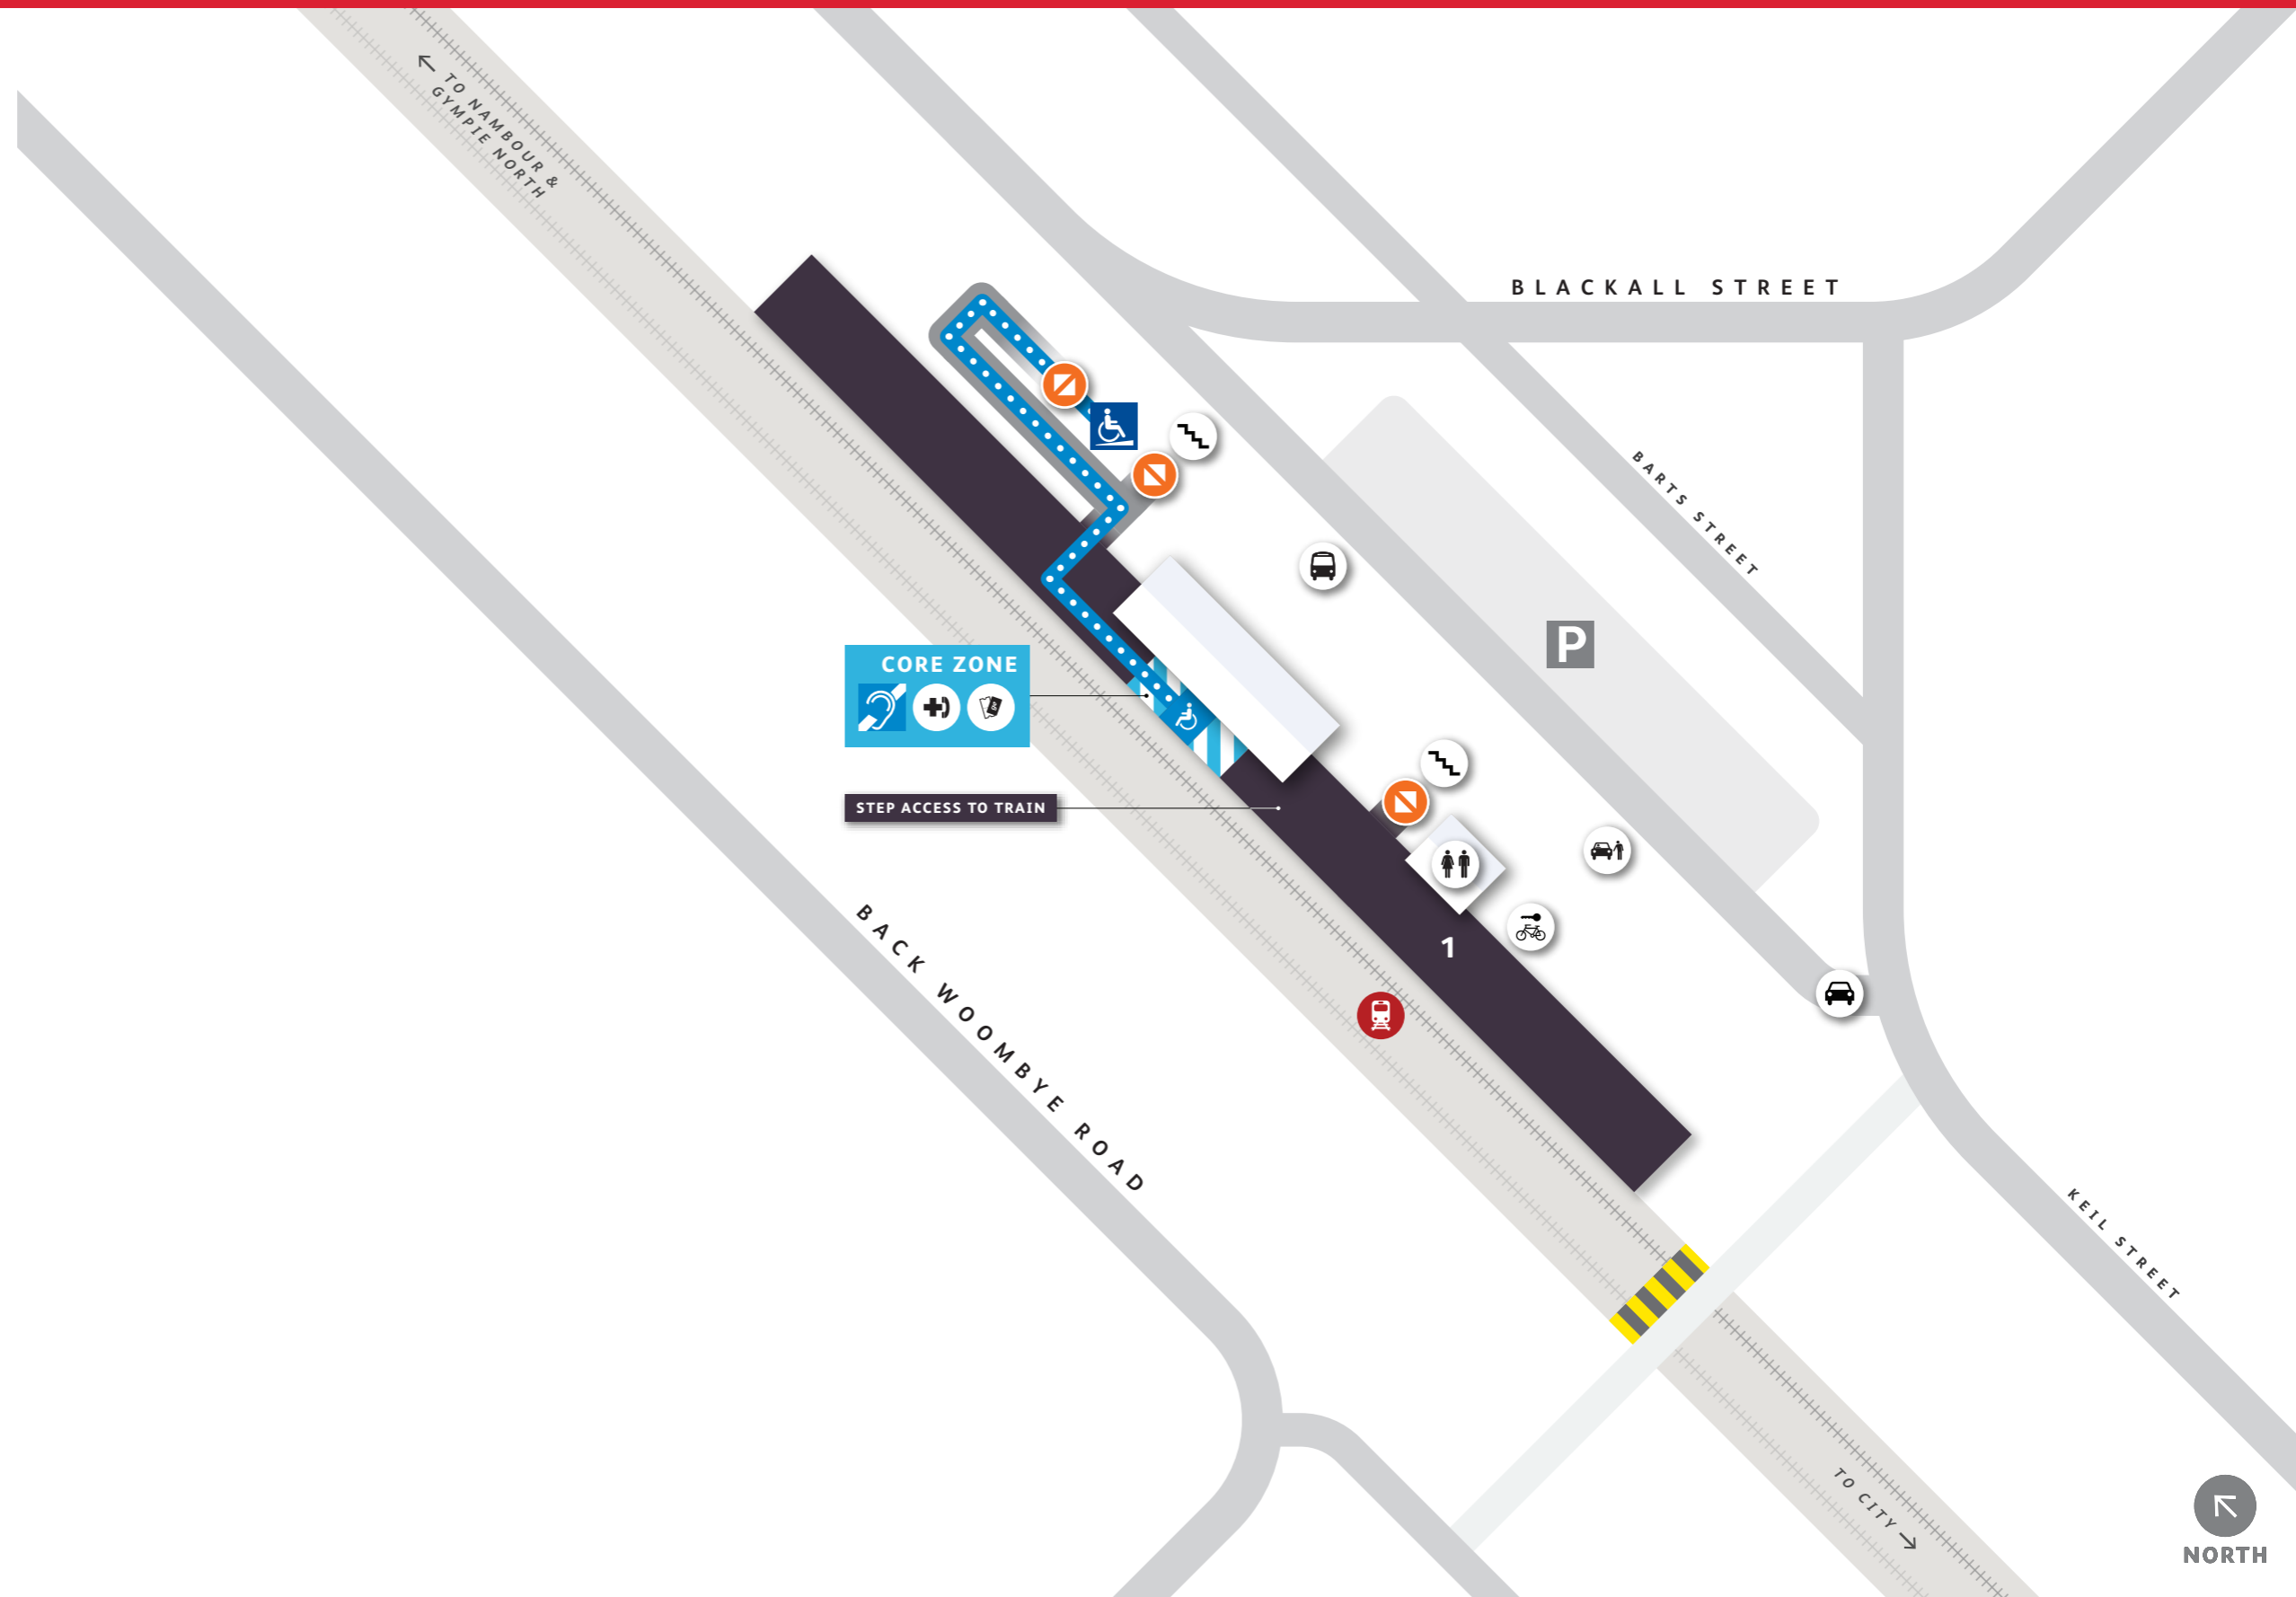 TO NAMBOUR &
GYMPIE NORTH
BLACKALL STREET
BARTS STREET
P
CORE ZONE
STEP ACCESS TO TRAIN
1
BACK WOOMBYE ROAD
KEIL STREET
TO CITY
NORTH